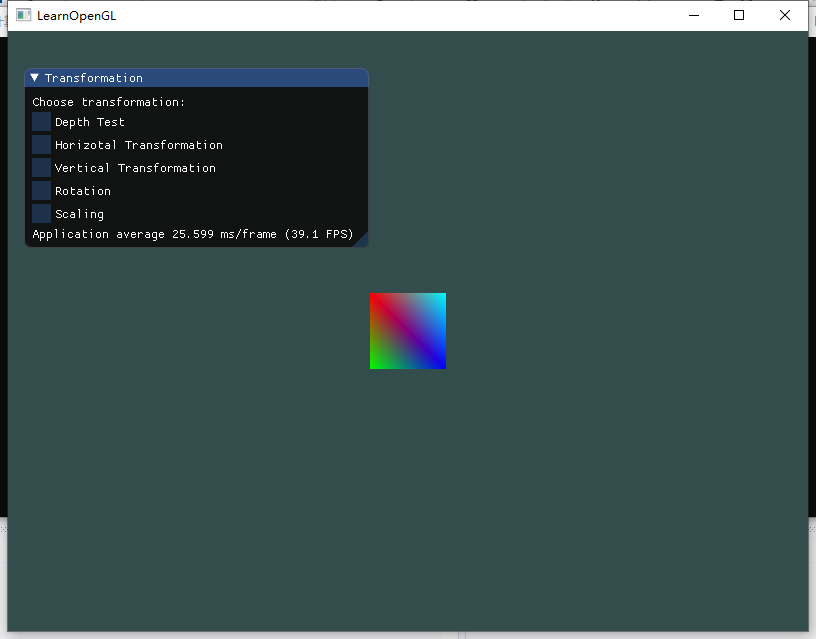 LearnOpenGL
Transformation
Choose transformation:
Depth Test
Horizotal Transformation
Vertical Transformation
Rotation
Scaling
Application average 25.599 ms/frame (39.1 FPS)